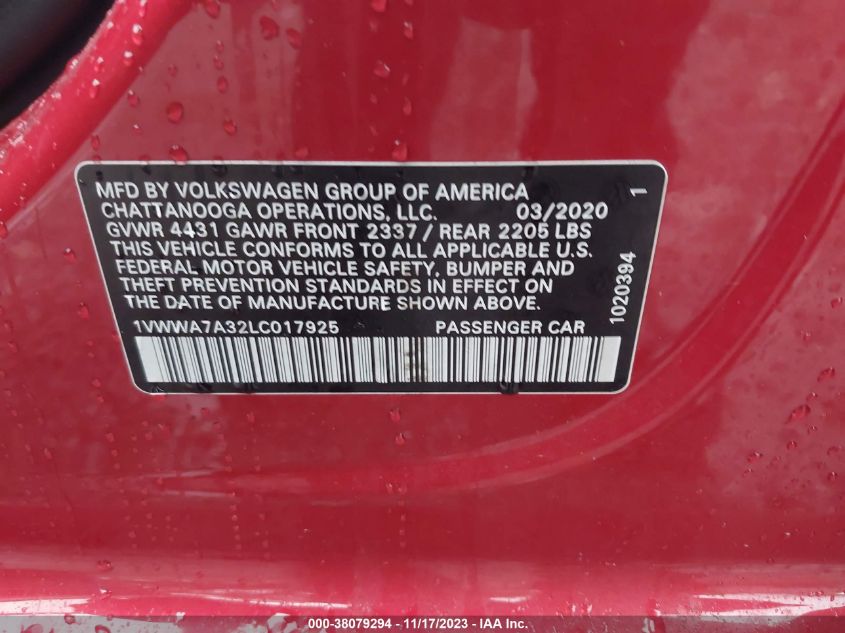 MFD BY VOLKSWAGEN GROUP OF AMERICA
CHATTANOOGA OPERATIONS, LLC. 03/2020
GVWR 4431 GAWR FRONT 2337 / REAR 2205 LBS
THIS VEHICLE CONFORMS TO ALL APPLICABLE U.S.
FEDERAL MOTOR VEHICLE SAFETY, BUMPER AND
THEFT PREVENTION STANDARDS IN EFFECT ON
THE DATE OF MANUFACTURE SHOWN ABOVE.
1VWWA7A32LC017925 PASSENGER CAR
1020394 1
000-38079294 - 11/17/2023 - IAA Inc.